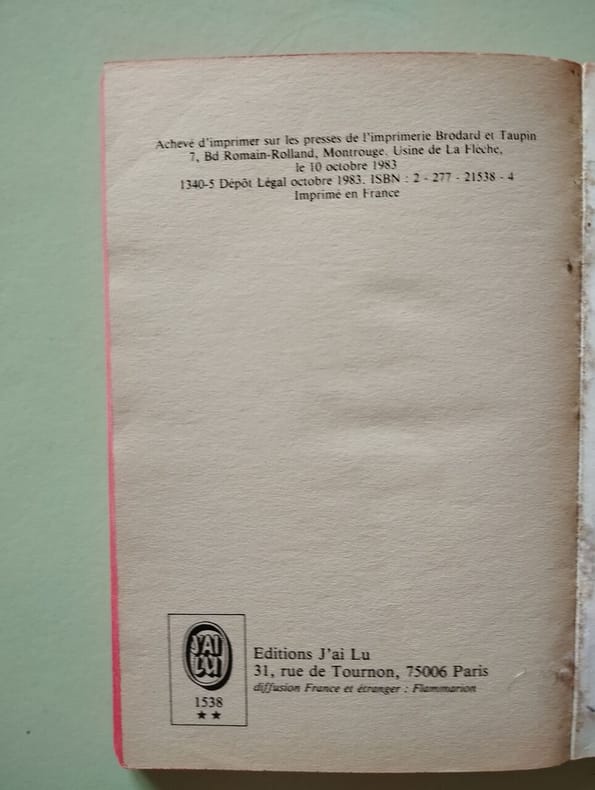 Achevé d'imprimer sur les presses de l'imprimerie Brodard et Taupin
7, Bd Romain-Rolland, Montrouge. Usine de La Flèche,
le 10 octobre 1983
1340-5 Dépôt Légal octobre 1983. ISBN : 2 - 277 - 21538 - 4
Imprimé en France
J'AI
LU
1538
★★
Editions J'ai Lu
31, rue de Tournon, 75006 Paris
diffusion France et étranger : Flammarion